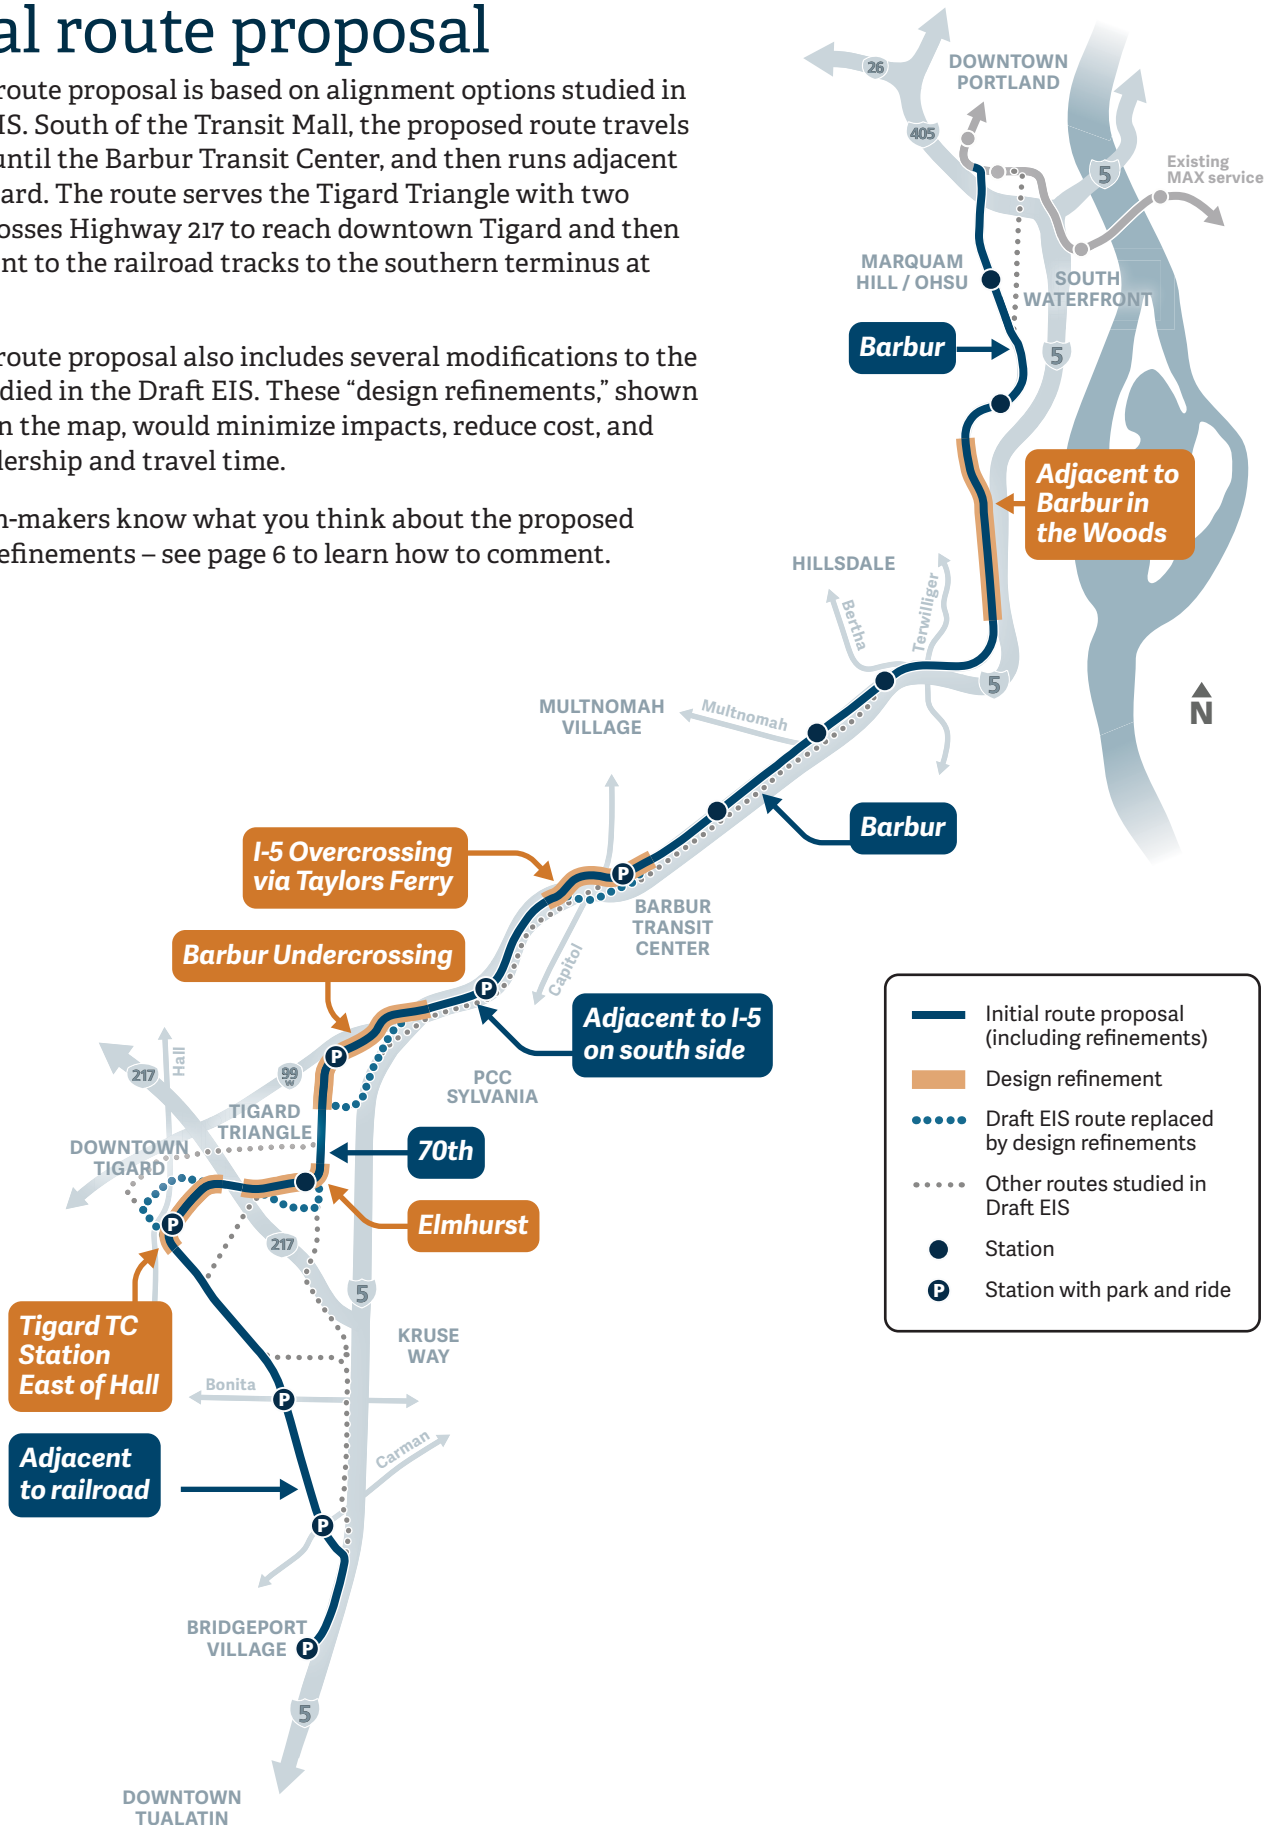 al route proposal
route proposal is based on alignment options studied in
IS. South of the Transit Mall, the proposed route travels
until the Barbur Transit Center, and then runs adjacent
ard. The route serves the Tigard Triangle with two
osses Highway 217 to reach downtown Tigard and then
nt to the railroad tracks to the southern terminus at
route proposal also includes several modifications to the
died in the Draft EIS. These “design refinements,” shown
n the map, would minimize impacts, reduce cost, and
lership and travel time.
n-makers know what you think about the proposed
efinements – see page 6 to learn how to comment.
26
DOWNTOWN
PORTLAND
405
5
Existing
MAX service
MARQUAM
HILL / OHSU
SOUTH
WATERFRONT
Barbur
5
Adjacent to
Barbur in
the Woods
HILLSDALE
Bertha
Terwilliger
5
N
MULTNOMAH
VILLAGE
Multnomah
Barbur
I-5 Overcrossing
via Taylors Ferry
P
BARBUR
TRANSIT
CENTER
Barbur Undercrossing
Capitol
P
Adjacent to I-5
on south side
P
PCC
SYLVANIA
217
Hall
99
W
TIGARD
TRIANGLE
DOWNTOWN
TIGARD
70th
P
Elmhurst
217
5
Tigard TC
Station
East of Hall
KRUSE
WAY
Bonita
P
Carman
Adjacent
to railroad
P
BRIDGEPORT
VILLAGE
P
5
DOWNTOWN
TUALATIN
Initial route proposal
(including refinements)
Design refinement
Draft EIS route replaced
by design refinements
Other routes studied in
Draft EIS
Station
P
Station with park and ride